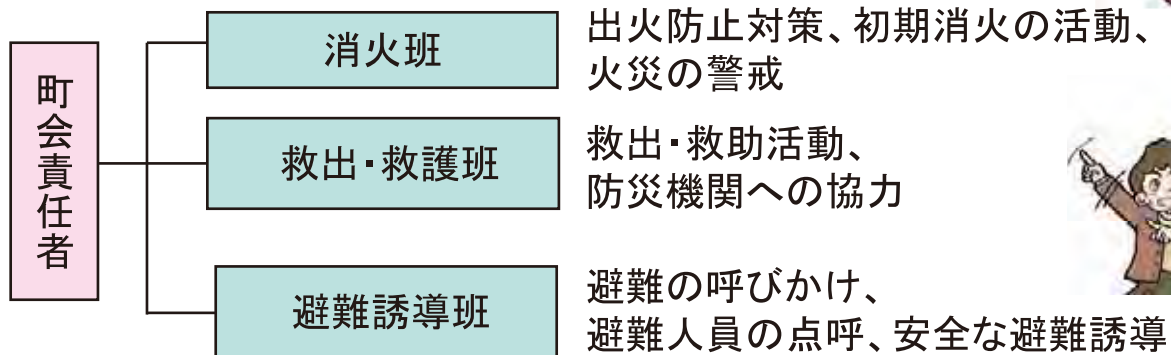 町会責任者
消火班
出火防止対策、初期消火の活動、
火災の警戒
救出・救護班
救出・救助活動、
防災機関への協力
避難誘導班
避難の呼びかけ、
避難人員の点呼、安全な避難誘導